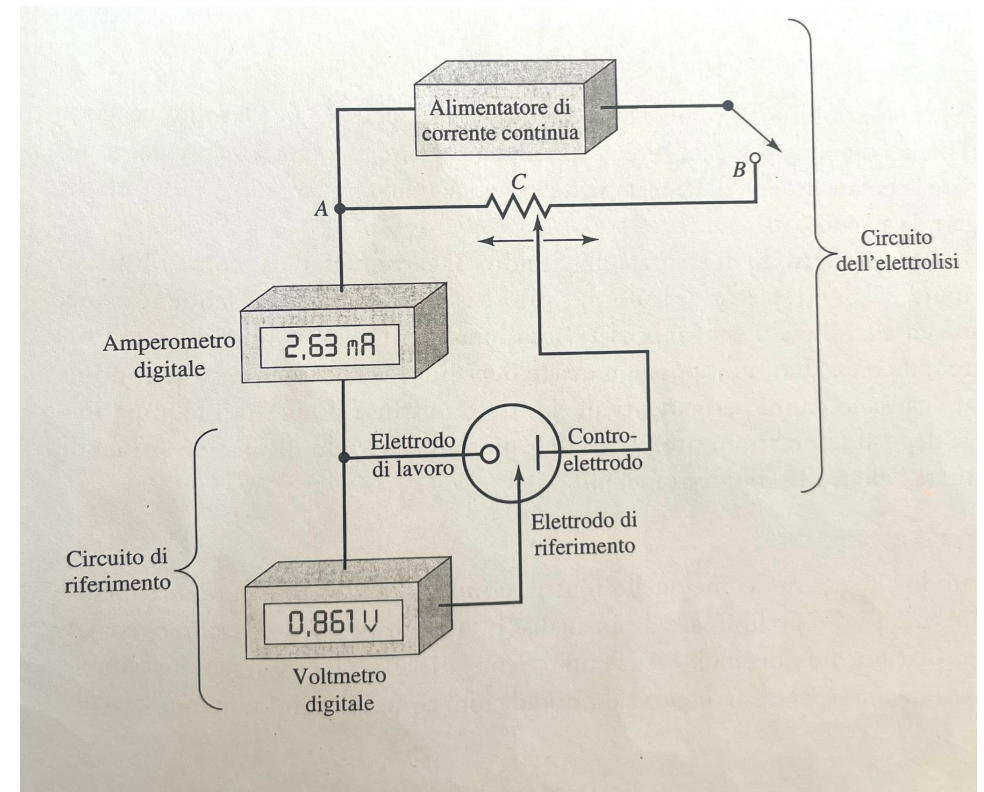 Alimentatore di
corrente continua
B
C
A
Circuito
dell'elettrolisi
Amperometro
digitale
2,63 mA
Elettrodo
di lavoro
Contro-
elettrodo
Elettrodo di
riferimento
Circuito di
riferimento
0,861 V
Voltmetro
digitale